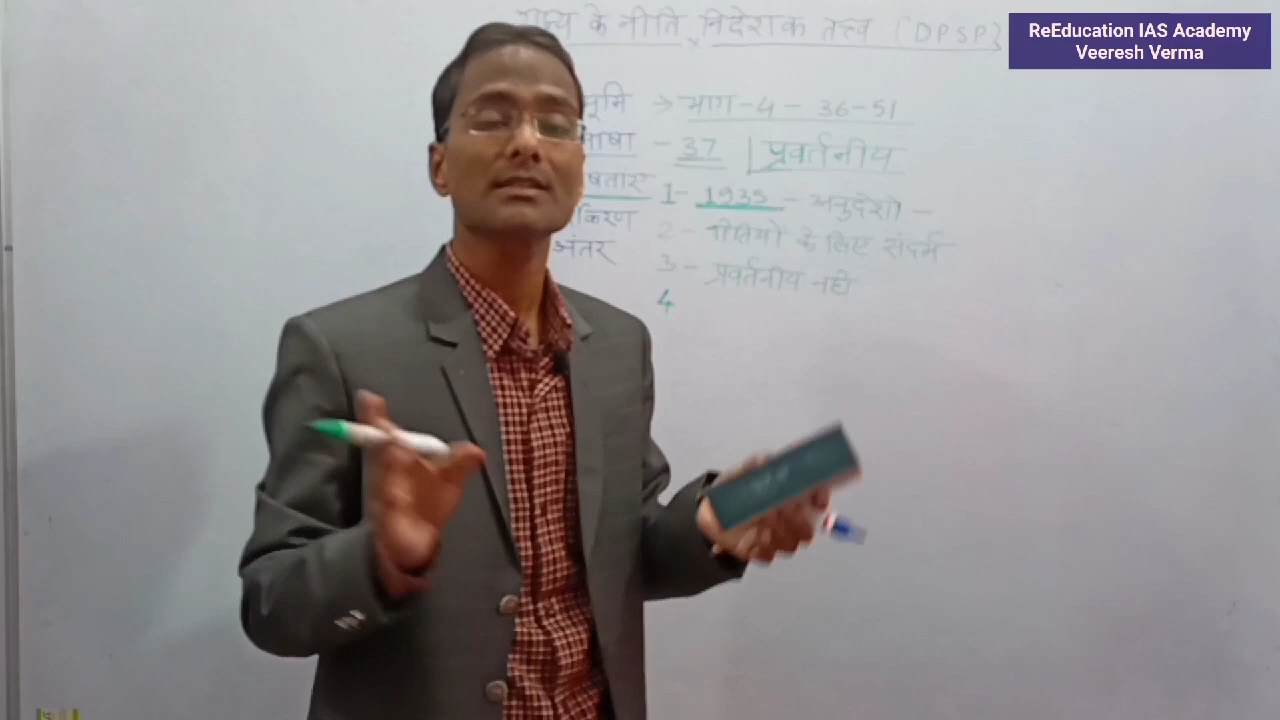 ReEducation IAS Academy
Veeresh Verma
राज्य के नीति निदेशक तत्त्व (DPSP)
भूमि → भाग-4 - 36-51
भाषा - 37 प्रवर्तनीय
षताएं 1- 1935 - अनुदेशो -
किरण 2- नीतियों के लिए संदर्भ
अंतर 3- प्रवर्तनीय नही
4